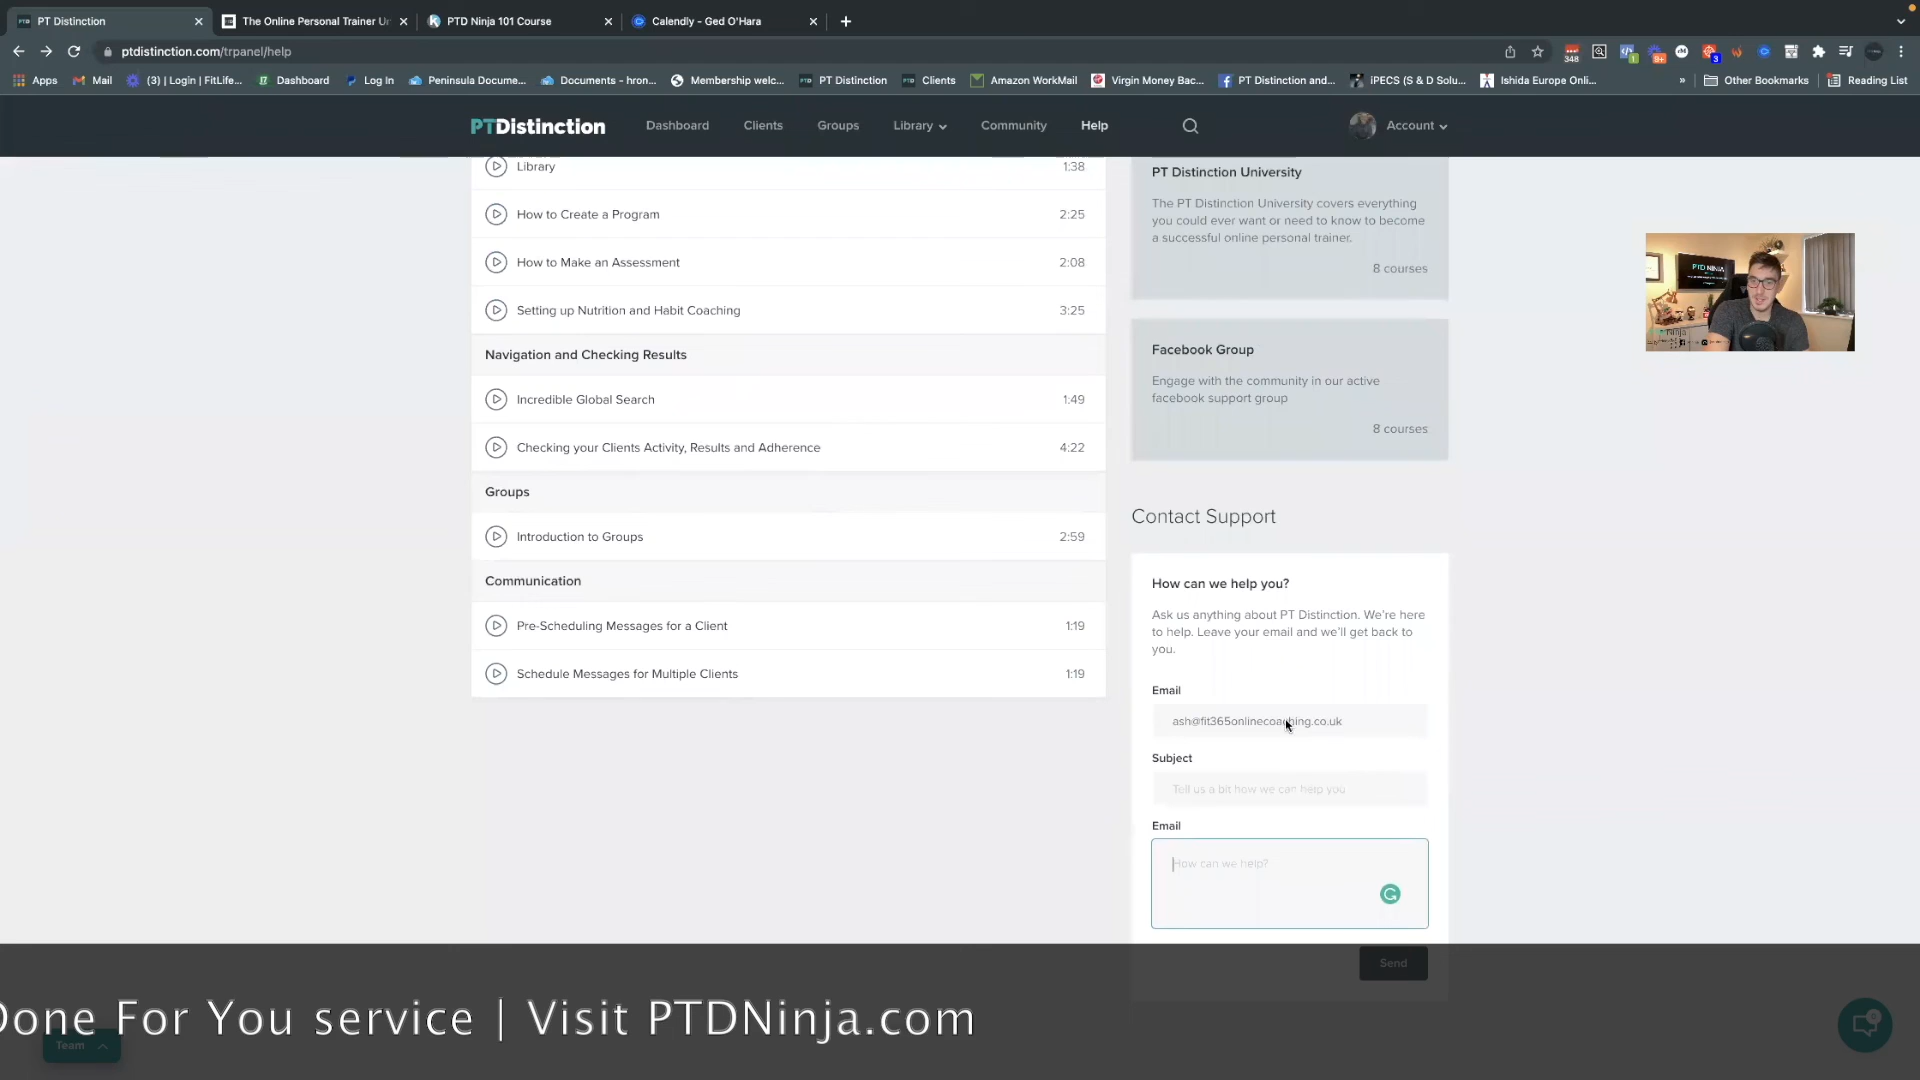 PT Distinction
The Online Personal Trainer Un
PTD Ninja 101 Course
Calendly - Ged O'Hara
ptdistinction.com/trpanel/help
348
1
9+
3
Apps
Mail
(3) | Login | FitLife...
Dashboard
Log In
Peninsula Docume...
Documents – hron...
Membership welc...
PT Distinction
Clients
Amazon WorkMail
Virgin Money Bac...
PT Distinction and...
iPECS (S & D Solu...
Ishida Europe Onli...
»
Other Bookmarks
Reading List
PTDistinction
Dashboard
Clients
Groups
Library
Community
Help
Account
Library 1:38
How to Create a Program 2:25
How to Make an Assessment 2:08
Setting up Nutrition and Habit Coaching 3:25
Navigation and Checking Results
Incredible Global Search 1:49
Checking your Clients Activity, Results and Adherence 4:22
Groups
Introduction to Groups 2:59
Communication
Pre-Scheduling Messages for a Client 1:19
Schedule Messages for Multiple Clients 1:19
PT Distinction University
The PT Distinction University covers everything
you could ever want or need to know to become
a successful online personal trainer.
8 courses
Facebook Group
Engage with the community in our active
facebook support group
8 courses
PTD NINJA
Contact Support
How can we help you?
Ask us anything about PT Distinction. We're here
to help. Leave your email and we'll get back to
you.
Email
ash@fit365onlinecoaching.co.uk
Subject
Tell us a bit how we can help you
Email
How can we help?
Send
Done For You service | Visit PTDNinja.com
Team